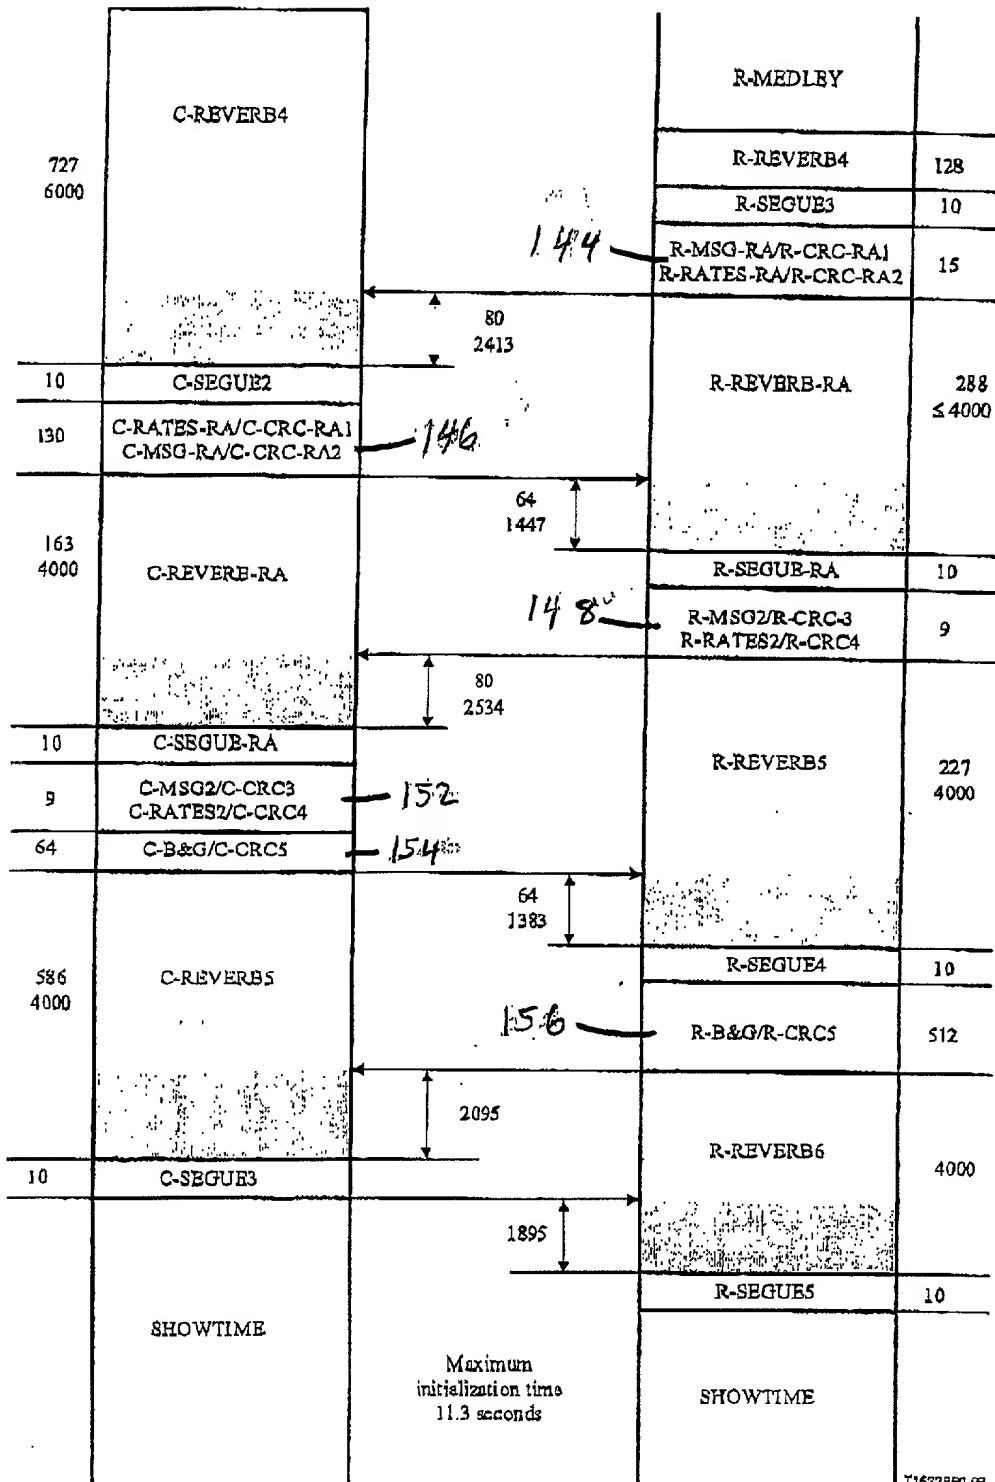 R-MEDLEY
C-REVERB4
727
6000
R-REVERB4
128
R-SEGUE3
10
144
R-MSG-RA/R-CRC-RA1
R-RATES-RA/R-CRC-RA2
15
80
2413
10
C-SEGUE2
R-REVERB-RA
288
≤ 4000
130
C-RATES-RA/C-CRC-RA1
C-MSG-RA/C-CRC-RA2
146
64
1447
163
4000
C-REVERB-RA
R-SEGUE-RA
10
148
R-MSG2/R-CRC-3
R-RATES2/R-CRC4
9
80
2534
10
C-SEGUE-RA
R-REVERB5
227
4000
9
C-MSG2/C-CRC3
C-RATES2/C-CRC4
152
64
C-B&G/C-CRC5
154
64
1383
586
4000
C-REVERB5
R-SEGUE4
10
156
R-B&G/R-CRC5
512
2095
R-REVERB6
4000
10
C-SEGUE3
1895
R-SEGUE5
10
SHOWTIME
Maximum
initialization time
11.3 seconds
SHOWTIME